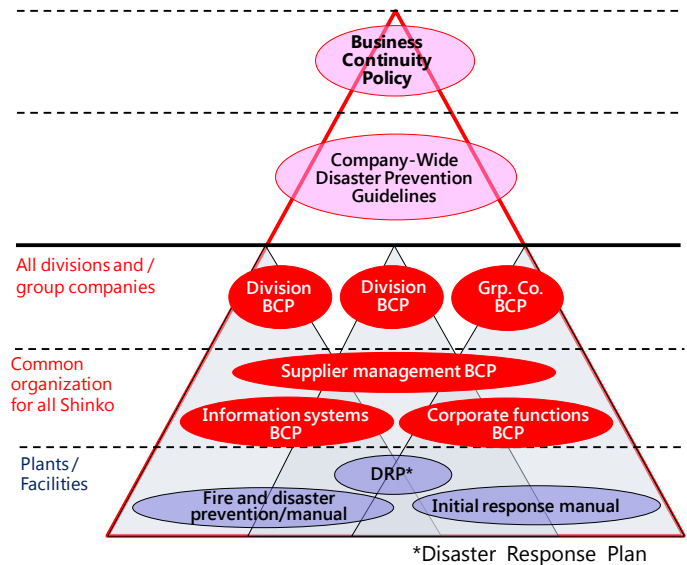 Business
Continuity
Policy
Company-Wide
Disaster Prevention
Guidelines
All divisions and /
group companies
Division
BCP
Division
BCP
Grp. Co.
BCP
Common
organization
for all Shinko
Supplier management BCP
Information systems
BCP
Corporate functions
BCP
Plants /
Facilities
DRP*
Fire and disaster
prevention/manual
Initial response manual
*Disaster Response Plan